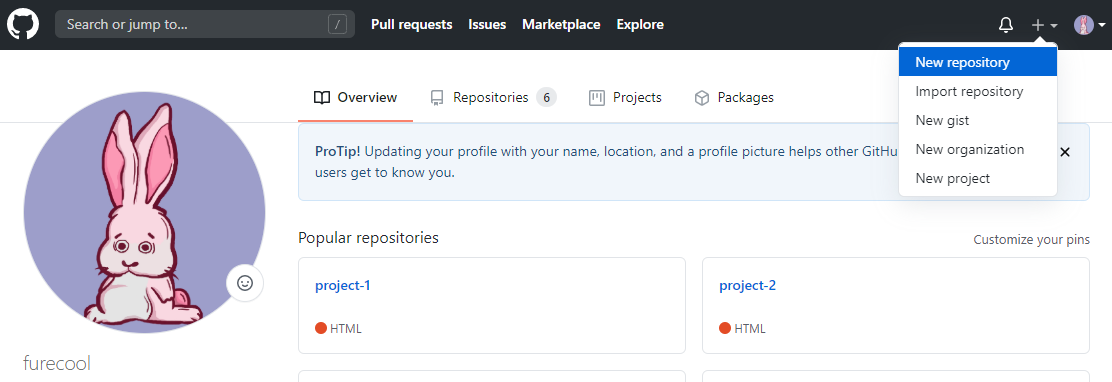 Search or jump to... /
Pull requests Issues Marketplace Explore
New repository
Import repository
New gist
New organization
New project
Overview Repositories 6 Projects Packages
ProTip! Updating your profile with your name, location, and a profile picture helps other GitHu
users get to know you.
Popular repositories Customize your pins
project-1
HTML
project-2
HTML
furecool